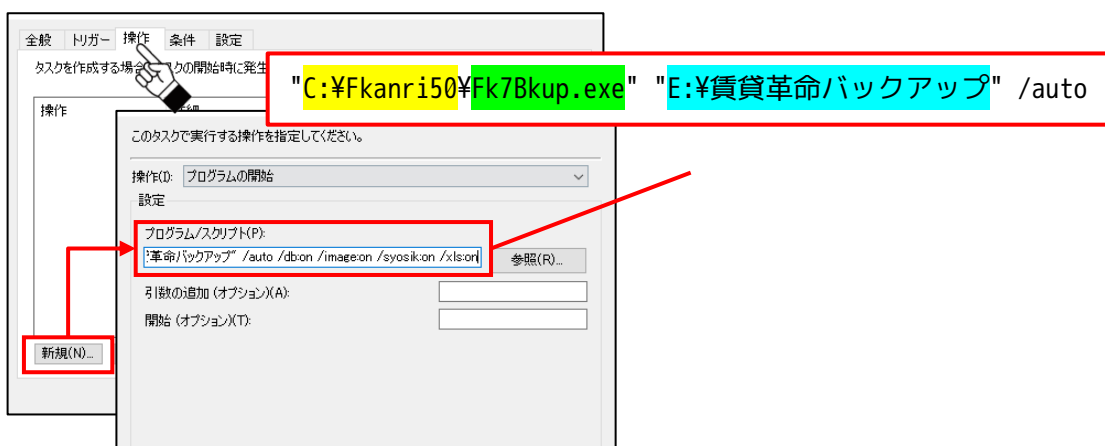 全般 トリガー 操作 条件 設定
タスクを作成する場合 スクの開始時に発生
"C:¥Fkanri50¥Fk7Bkup.exe" "E:¥賃貸革命バックアップ" /auto
操作
このタスクで実行する操作を指定してください。
操作(I): プログラムの開始
設定
プログラム/スクリプト(P):
革命バックアップ" /auto /db:on /image:on /syosik:on /xls:on
参照(R)...
引数の追加 (オプション)(A):
開始 (オプション)(T):
新規(N)...